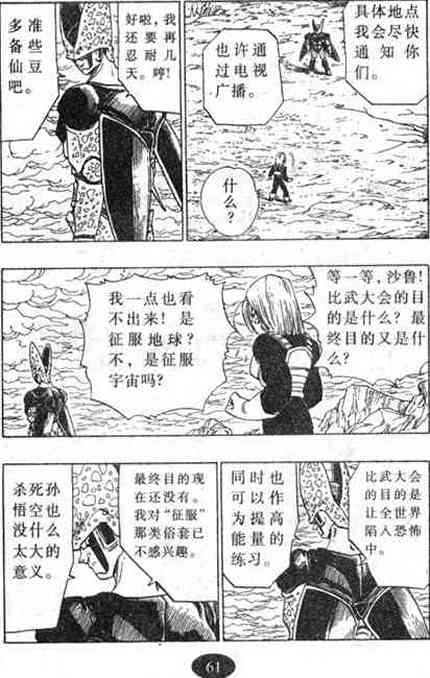 具体地点
我会尽快
通知你
们。
也许通
过电视
广播。
什么？
好啦，我
还要再
忍耐几
天。哼！
多准
备些
仙豆
吧。
等一等，沙鲁！
比武大会的目
的是什么？最
终目的又是什
么？
我一点也看
不出来！是
征服地球？
不，是征服
宇宙吗？
比武大会
的目的是
让全世界
陷入恐怖
中。
同时也
可以作
为提高
能量的
练习。
最终目的现
在还没有。
我对“征服”
那类俗套已
不感兴趣。
杀死孙
悟空也
没什么
太大的
意义。
61